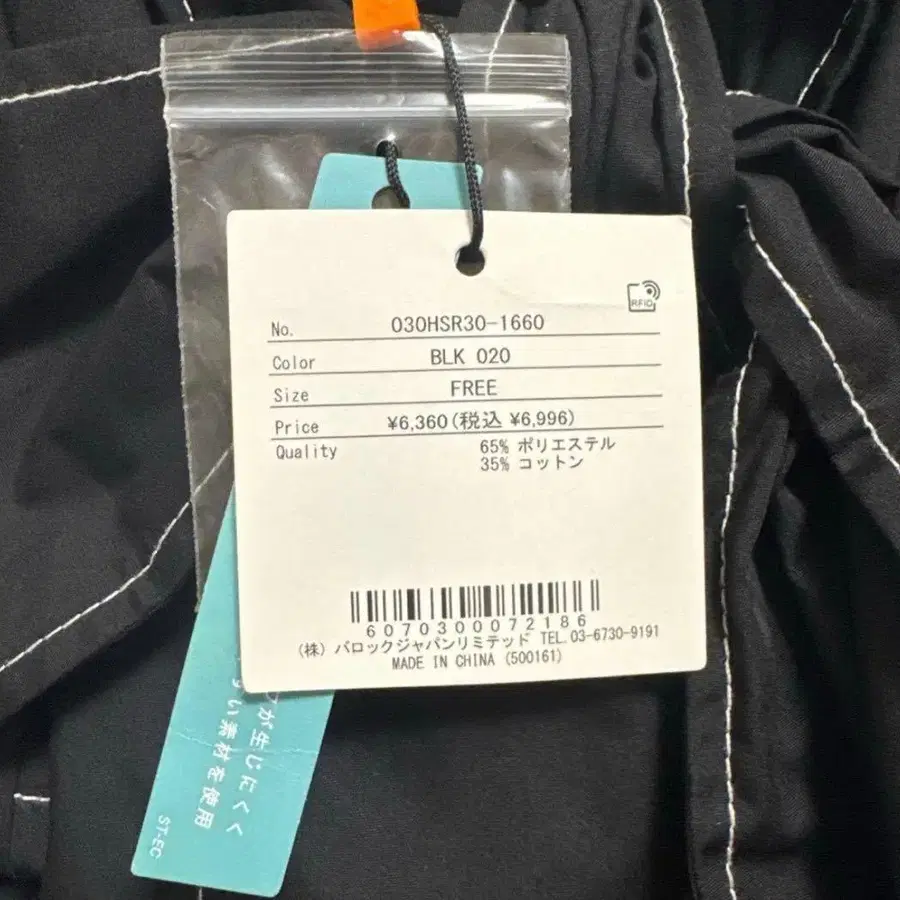 RFID
No. 030HSR30-1660
Color BLK 020
Size FREE
Price ¥6,360(税込 ¥6,996)
Quality 65% ポリエステル
35% コットン
6070300072186
(株) バロックジャパンリミテッド TEL.03-6730-9191
MADE IN CHINA (500161)
が生じにくく
い素材を使用
ST-EC